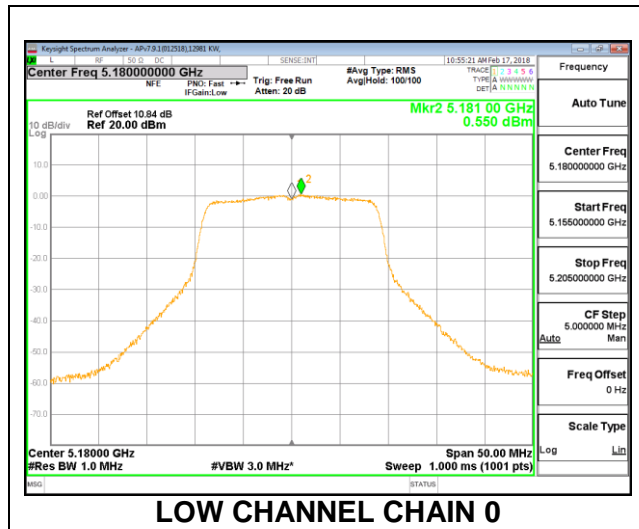 Keysight Spectrum Analyzer - APv7.9.1(012518),12981 KW,
L RF 50 Ω DC SENSE:INT 10:55:21 AM Feb 17, 2018
Center Freq 5.180000000 GHz #Avg Type: RMS TRACE 1 2 3 4 5 6
NFE PNO: Fast Trig: Free Run Avg|Hold: 100/100 TYPE A WWWWW
IFGain:Low Atten: 20 dB DET A N N N N N
Frequency
Auto Tune
Mkr2 5.181 00 GHz
Ref Offset 10.84 dB
10 dB/div Ref 20.00 dBm 0.550 dBm
Log
10.0
0.00
-10.0
-20.0
-30.0
-40.0
-50.0
-60.0
-70.0
2
Center Freq
5.180000000 GHz
Start Freq
5.155000000 GHz
Stop Freq
5.205000000 GHz
CF Step
5.000000 MHz
Auto Man
Freq Offset
0 Hz
Scale Type
Log Lin
Center 5.18000 GHz Span 50.00 MHz
#Res BW 1.0 MHz #VBW 3.0 MHz* Sweep 1.000 ms (1001 pts)
MSG STATUS
LOW CHANNEL CHAIN 0